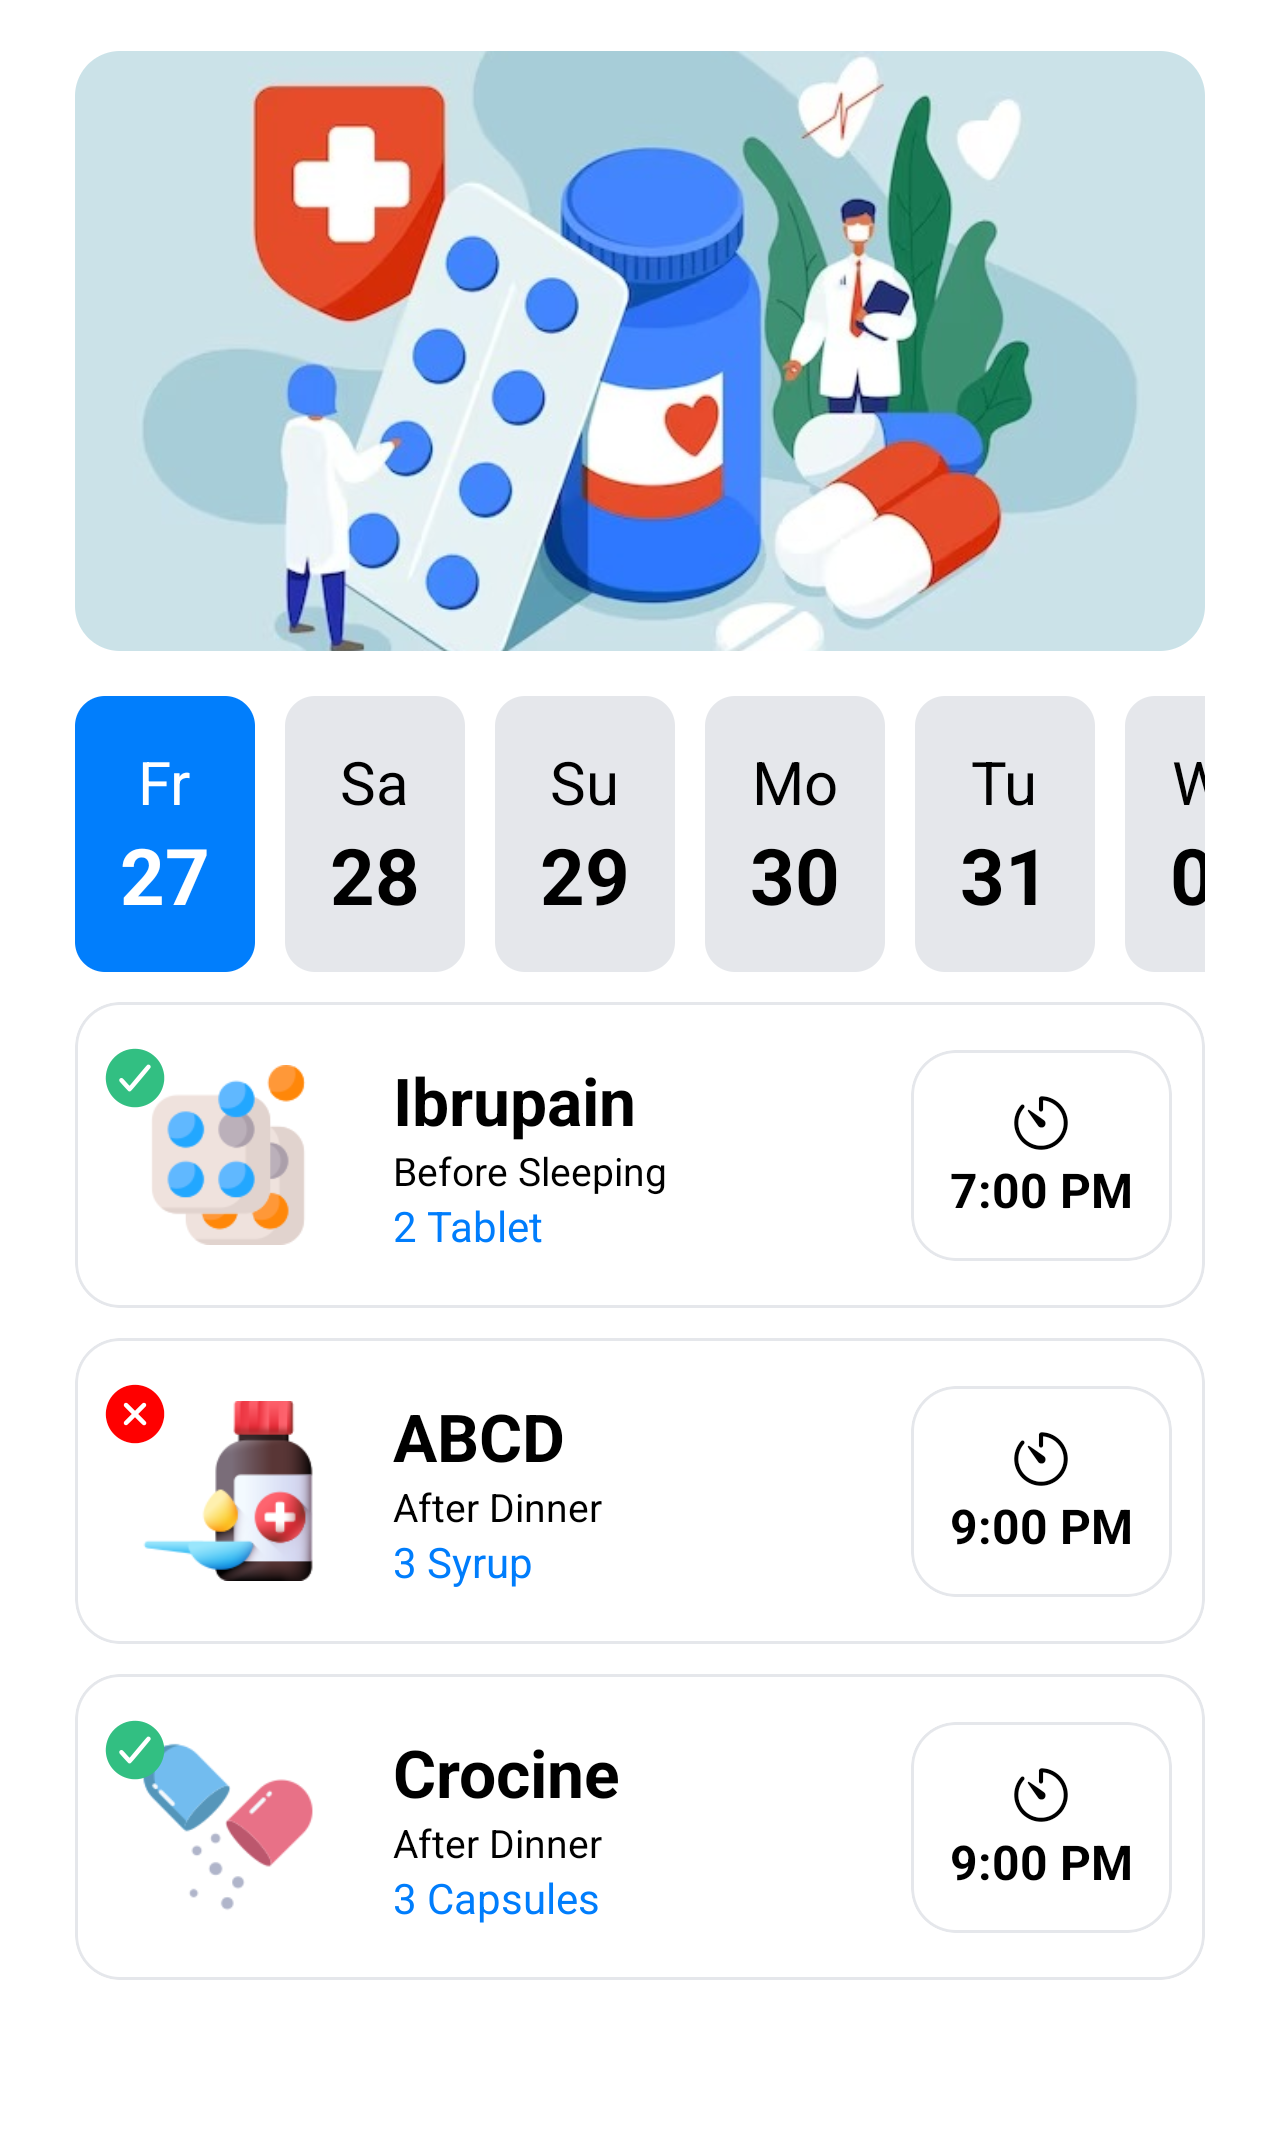 Fr Sa Su Mo Tu
27 28 29 30 31
Ibrupain
Before Sleeping
2 Tablet
7:00 PM
ABCD
After Dinner
3 Syrup
9:00 PM
Crocine
After Dinner
3 Capsules
9:00 PM